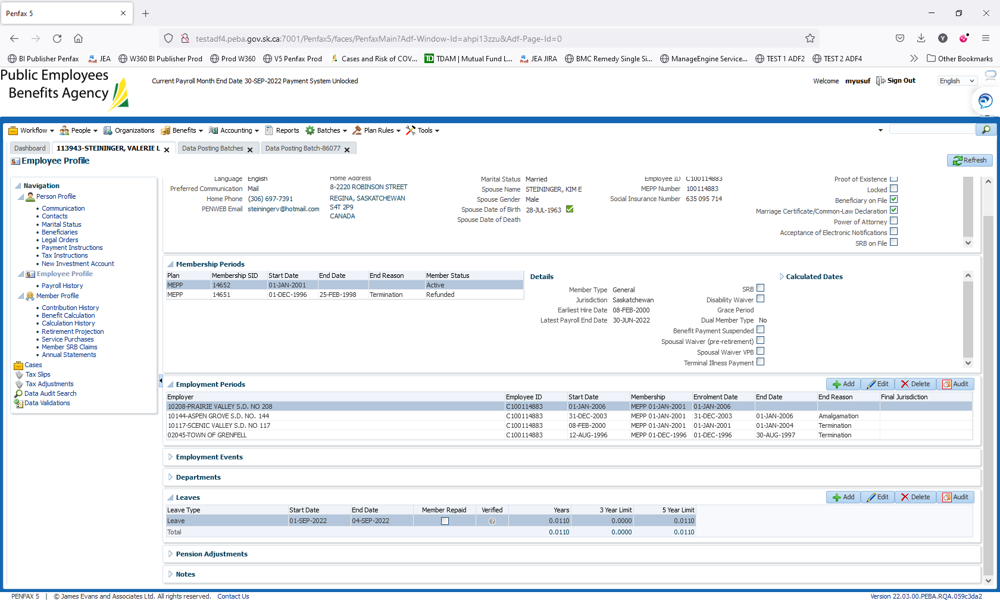 Penfax 5
testadf4.peba.gov.sk.ca:7001/Penfax5/faces/PenfaxMain?Adf-Window-Id=ahpi13zzu&Adf-Page-Id=0
BI Publisher Penfax JEA W360 BI Publisher Prod Prod W360 V5 Penfax Prod Cases and Risk of COV... TDAM | Mutual Fund L... JEA JIRA BMC Remedy Single Si... ManageEngine Service... TEST 1 ADF2 TEST 2 ADF4 Other Bookmarks
Public Employees
Benefits Agency
Current Payroll Month End Date 30-SEP-2022 Payment System Unlocked
Welcome myusuf Sign Out English
Workflow People Organizations Benefits Accounting Reports Batches Plan Rules Tools
Dashboard 113943-STEININGER, VALERIE L Data Posting Batches Data Posting Batch-86077
Employee Profile
Refresh
Navigation
Person Profile
Communication
Contacts
Marital Status
Beneficiaries
Legal Orders
Payment Instructions
Tax Instructions
New Investment Account
Employee Profile
Payroll History
Member Profile
Contribution History
Benefit Calculation
Calculation History
Retirement Projection
Service Purchases
Member SRB Claims
Annual Statements
Cases
Tax Slips
Tax Adjustments
Data Audit Search
Data Validations
Language English
Preferred Communication Mail
Home Phone (306) 697-7391
PENWEB Email steiningerv@hotmail.com
Home Address
8-2220 ROBINSON STREET
REGINA, SASKATCHEWAN
S4T 2P9
CANADA
Marital Status Married
Spouse Name STEININGER, KIM E
Spouse Gender Male
Spouse Date of Birth 28-JUL-1963
Spouse Date of Death
Employee ID C100114883
MEPP Number 100114883
Social Insurance Number 635 095 714
Proof of Existence
Locked
Beneficiary on File
Marriage Certificate/Common-Law Declaration
Power of Attorney
Acceptance of Electronic Notifications
SRB on File
Membership Periods
Plan Membership SID Start Date End Date End Reason Member Status
MEPP 14652 01-JAN-2001 Active
MEPP 14651 01-DEC-1996 25-FEB-1998 Termination Refunded
Details
Member Type General
Jurisdiction Saskatchewan
Earliest Hire Date 08-FEB-2000
Latest Payroll End Date 30-JUN-2022
SRB
Disability Waiver
Grace Period
Dual Member Type No
Benefit Payment Suspended
Spousal Waiver (pre-retirement)
Spousal Waiver VPB
Terminal Illness Payment
Calculated Dates
Employment Periods
Add Edit Delete Audit
Employer Employee ID Start Date Membership Enrolment Date End Date End Reason Final Jurisdiction
10208-PRAIRIE VALLEY S.D. NO 208 C100114883 01-JAN-2006 MEPP 01-JAN-2001 01-JAN-2006
10144-ASPEN GROVE S.D. NO. 144 C100114883 31-DEC-2003 MEPP 01-JAN-2001 31-DEC-2003 01-JAN-2006 Amalgamation
10117-SCENIC VALLEY S.D. NO 117 C100114883 08-FEB-2000 MEPP 01-JAN-2001 01-JAN-2001 01-JAN-2004 Termination
02045-TOWN OF GRENFELL C100114883 12-AUG-1996 MEPP 01-DEC-1996 01-DEC-1996 30-AUG-1997 Termination
Employment Events
Departments
Leaves
Add Edit Delete Audit
Leave Type Start Date End Date Member Repaid Verified Years 3 Year Limit 5 Year Limit
Leave 01-SEP-2022 04-SEP-2022 0.0110 0.0000 0.0110
Total 0.0110 0.0000 0.0110
Pension Adjustments
Notes
PENFAX 5 | © James Evans and Associates Ltd. All rights reserved. Contact Us
Version 22.03.00.PEBA.RQA.059c3da2